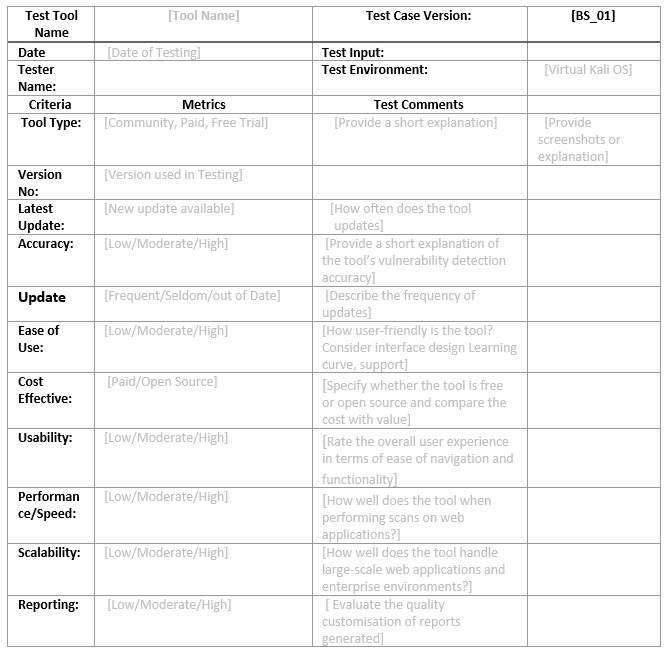 Test Tool Name [Tool Name] Test Case Version: [BS_01]
Date [Date of Testing] Test Input:
Tester Name: Test Environment: [Virtual Kali OS]
Criteria Metrics Test Comments
Tool Type: [Community, Paid, Free Trial] [Provide a short explanation] [Provide
screenshots or
explanation]
Version [Version used in Testing]
No:
Latest [New update available] [How often does the tool
Update: updates]
Accuracy: [Low/Moderate/High] [Provide a short explanation of
the tool's vulnerability detection
accuracy]
Update [Frequent/Seldom/out of Date] [Describe the frequency of
updates]
Ease of [Low/Moderate/High] [How user-friendly is the tool?
Use: Consider interface design Learning
curve, support]
Cost [Paid/Open Source] [Specify whether the tool is free
Effective: or open source and compare the
cost with value]
Usability: [Low/Moderate/High] [Rate the overall user experience
in terms of ease of navigation and
functionality]
Performan [Low/Moderate/High] [How well does the tool when
ce/Speed: performing scans on web
applications?]
Scalability: [Low/Moderate/High] [How well does the tool handle
large-scale web applications and
enterprise environments?]
Reporting: [Low/Moderate/High] [ Evaluate the quality
customisation of reports
generated]